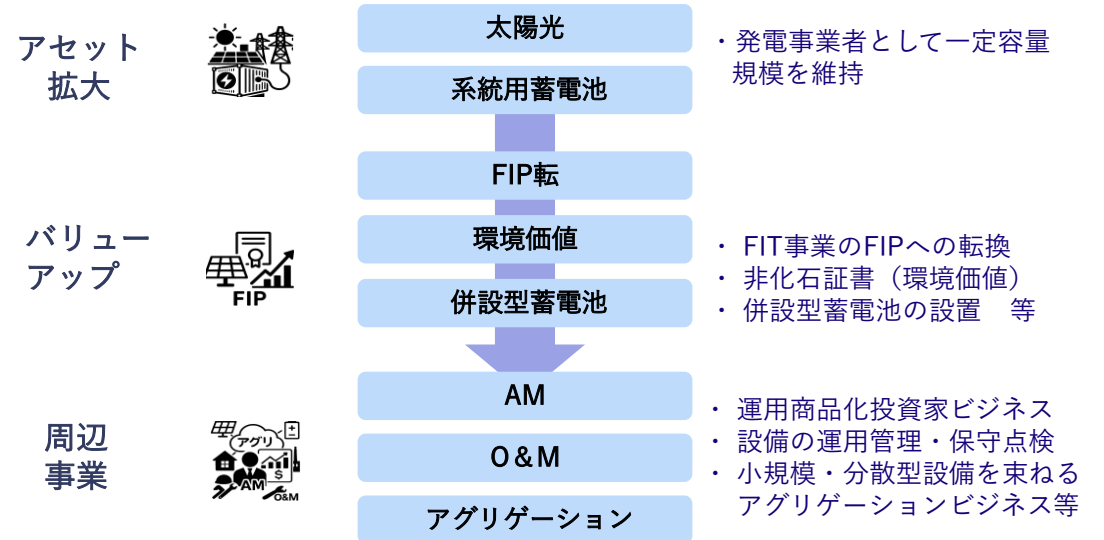 アセット
拡大
太陽光
系統用蓄電池
・発電事業者として一定容量
規模を維持
バリュー
アップ
FIP
FIP転
環境価値
併設型蓄電池
・ FIT事業のFIPへの転換
・ 非化石証書（環境価値）
・ 併設型蓄電池の設置　等
周辺
事業
アグリ
$
AM
O&M
AM
O&M
アグリゲーション
・ 運用商品化投資家ビジネス
・ 設備の運用管理・保守点検
・ 小規模・分散型設備を束ねる
アグリゲーションビジネス等